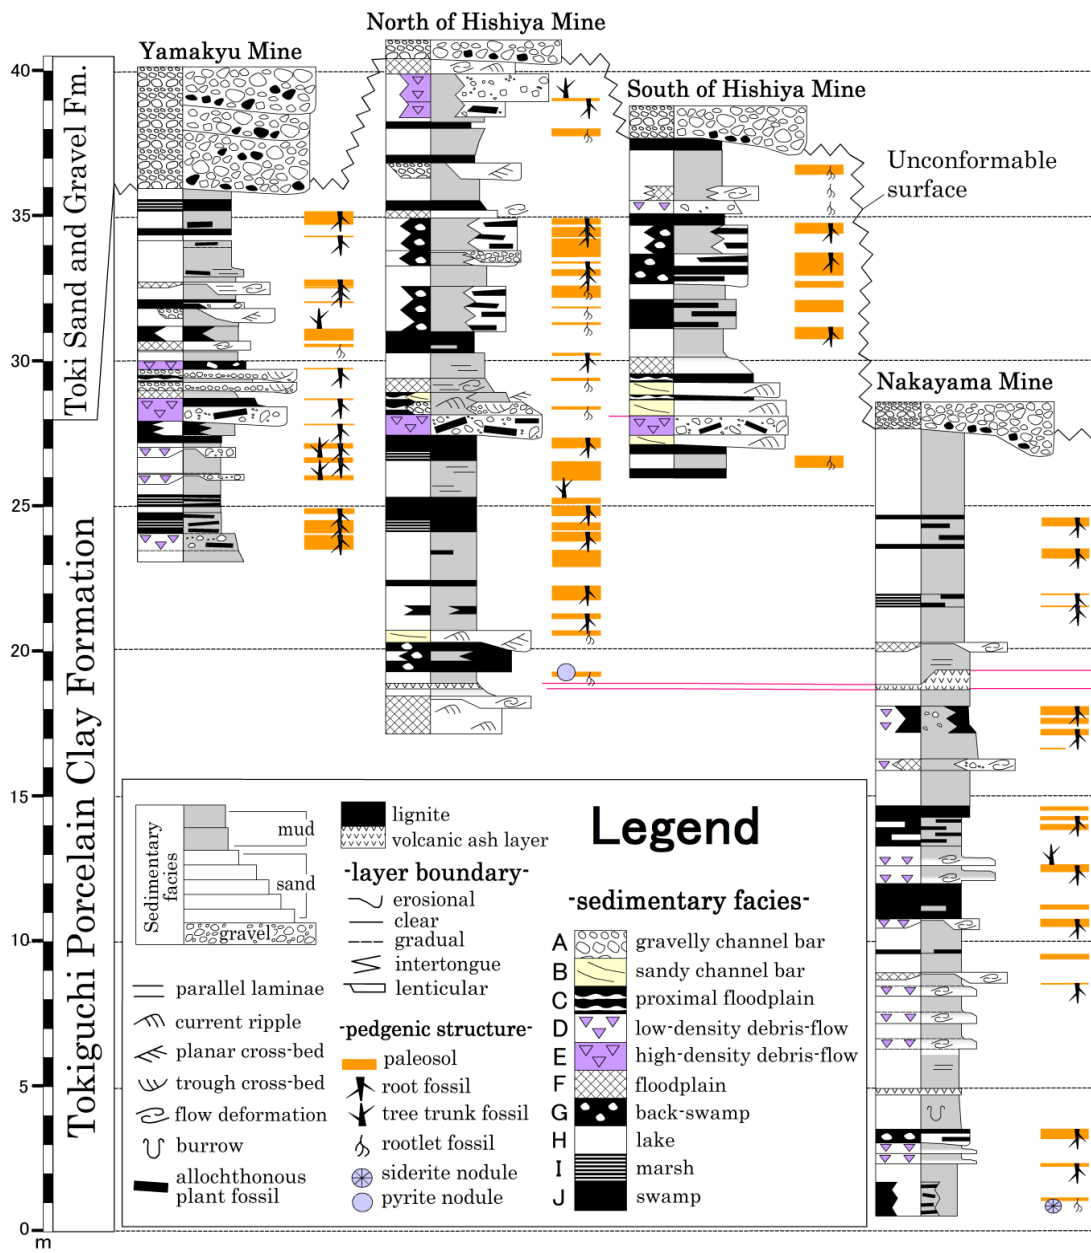 North of Hishiya Mine
Yamakyu Mine
South of Hishiya Mine
Unconformable
surface
Nakayama Mine
40
35
30
25
20
15
10
5
0
m
Toki Sand and Gravel Fm.
Tokiguchi Porcelain Clay Formation
Legend
Sedimentary
facies
mud
sand
gravel
parallel laminae
current ripple
planar cross-bed
trough cross-bed
flow deformation
burrow
allochthonous
plant fossil
lignite
volcanic ash layer
-layer boundary-
erosional
clear
gradual
intertongue
lenticular
-pedgenic structure-
paleosol
root fossil
tree trunk fossil
rootlet fossil
siderite nodule
pyrite nodule
-sedimentary facies-
A gravelly channel bar
B sandy channel bar
C proximal floodplain
D low-density debris-flow
E high-density debris-flow
F floodplain
G back-swamp
H lake
I marsh
J swamp